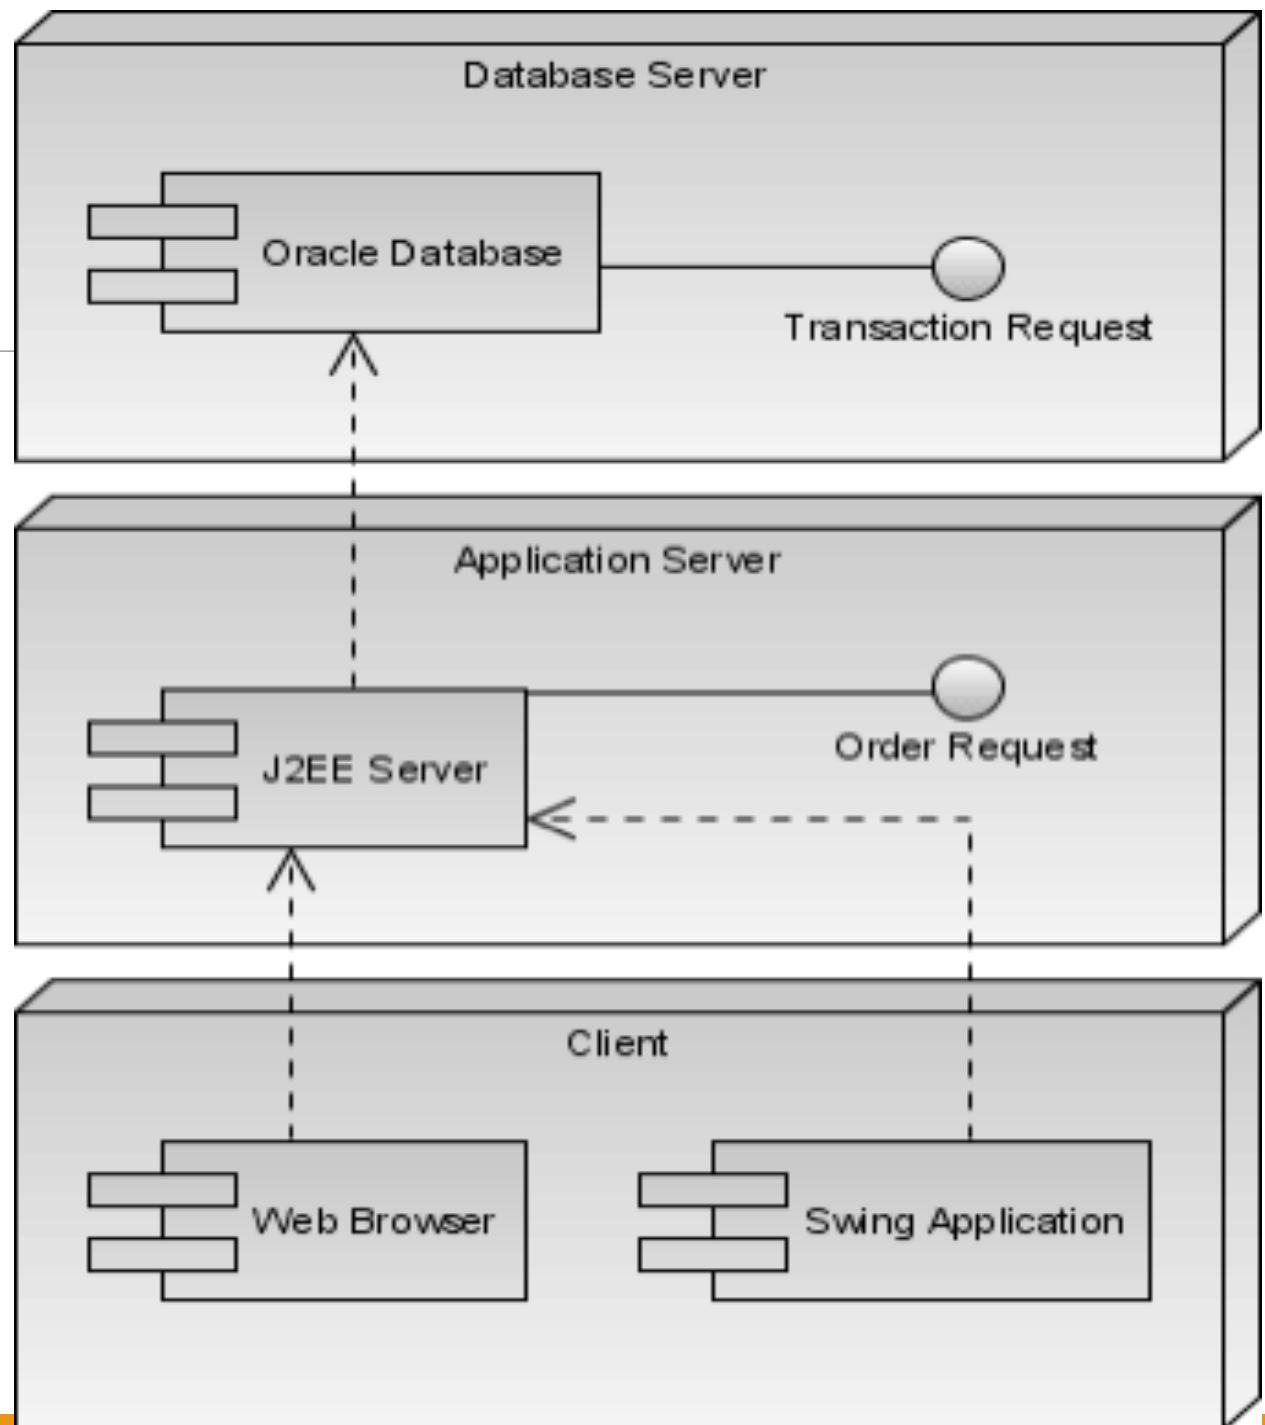 Database Server
Oracle Database
Transaction Request
Application Server
Order Request
J2EE Server
Client
Web Browser
Swing Application